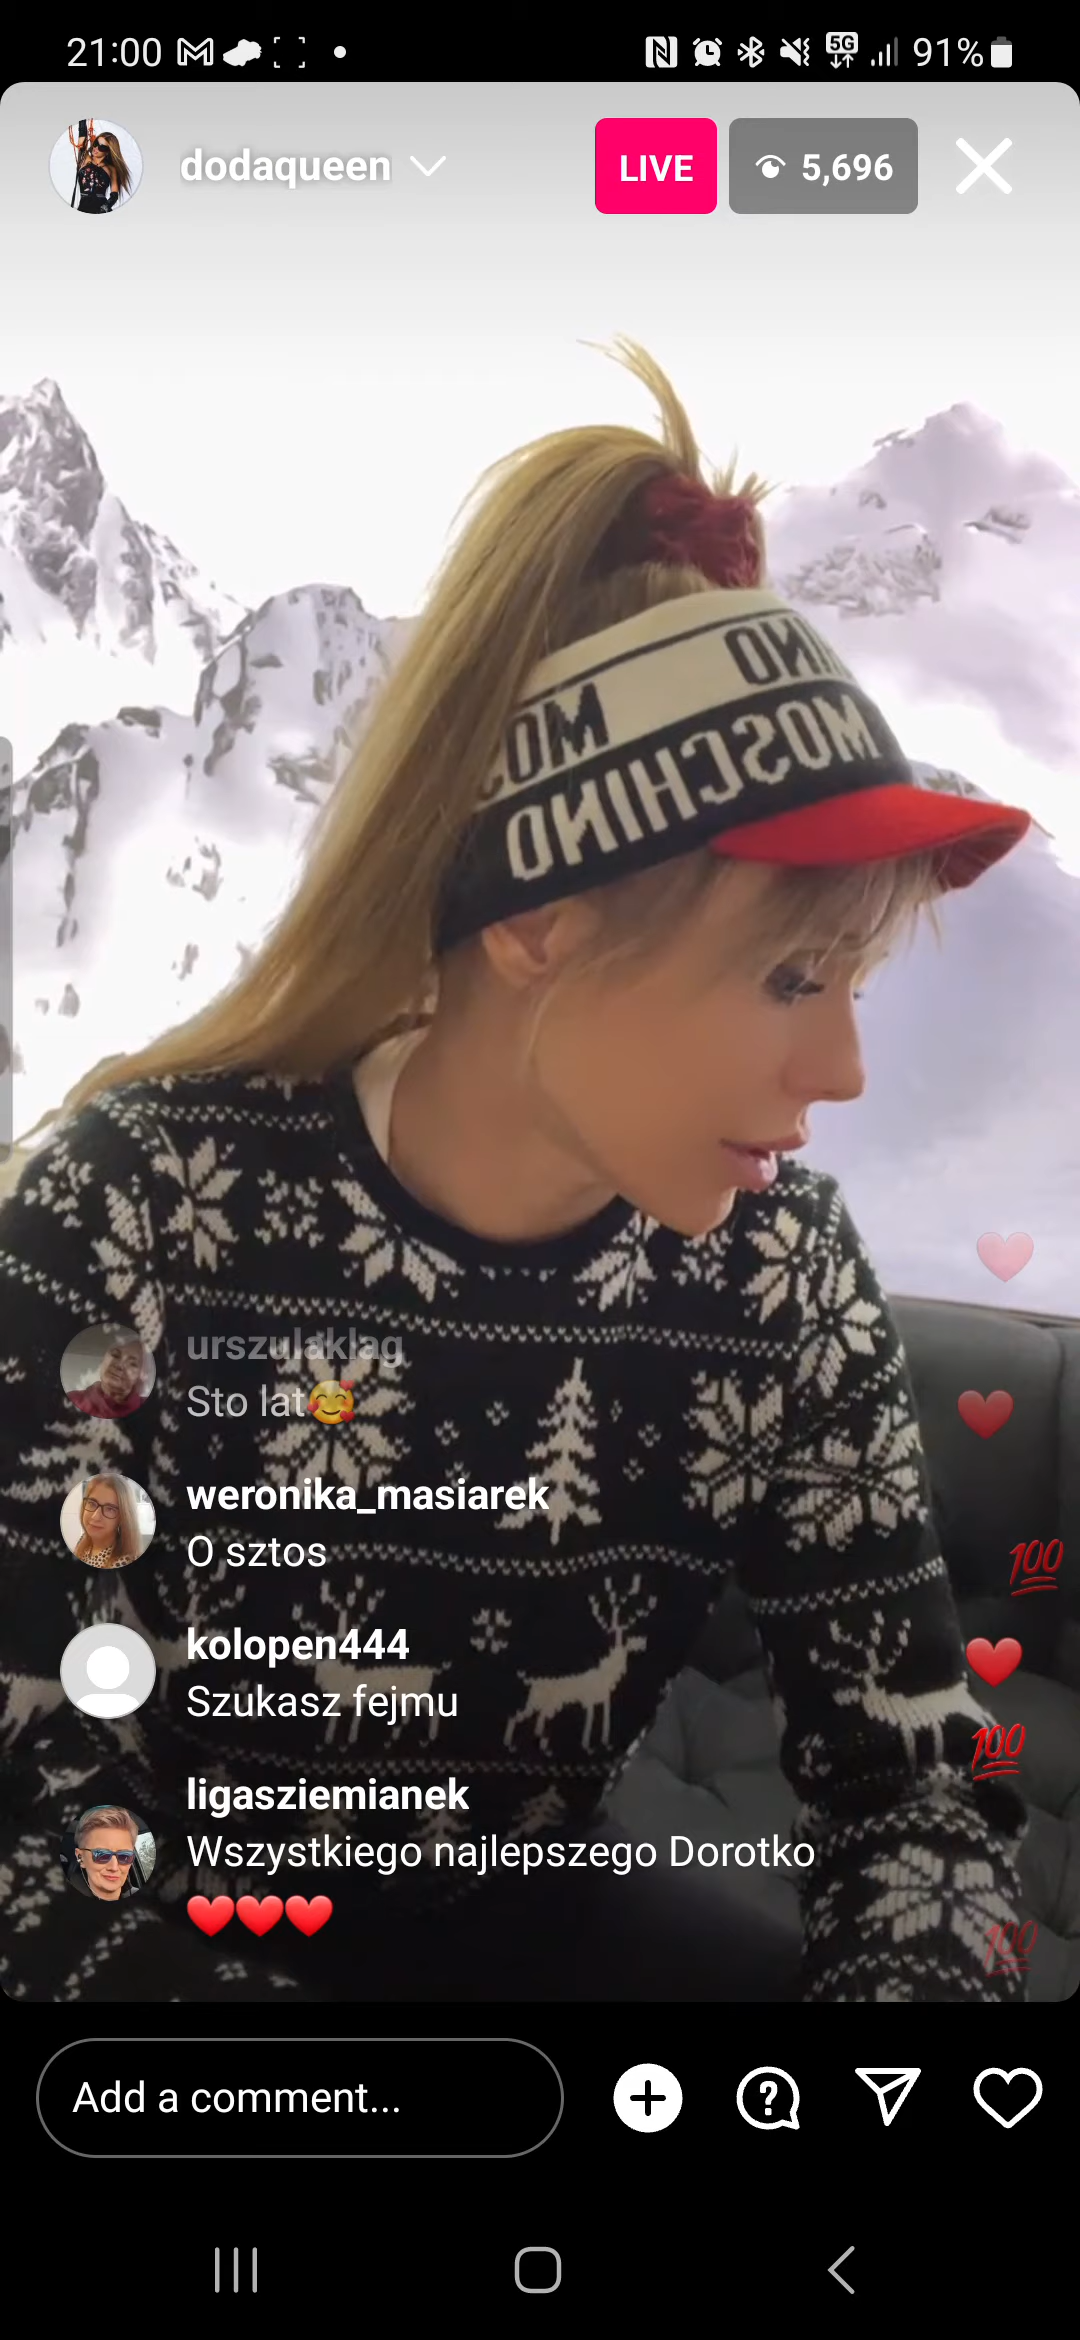 21:00
5G
91%
dodaqueen
LIVE
5,696
MOSCHINO
urszulaklag
Sto lat🥰
weronika_masiarek
O sztos
kolopen444
Szukasz fejmu
ligasziemianek
Wszystkiego najlepszego Dorotko
❤️❤️❤️
💯
💯
💯
Add a comment...